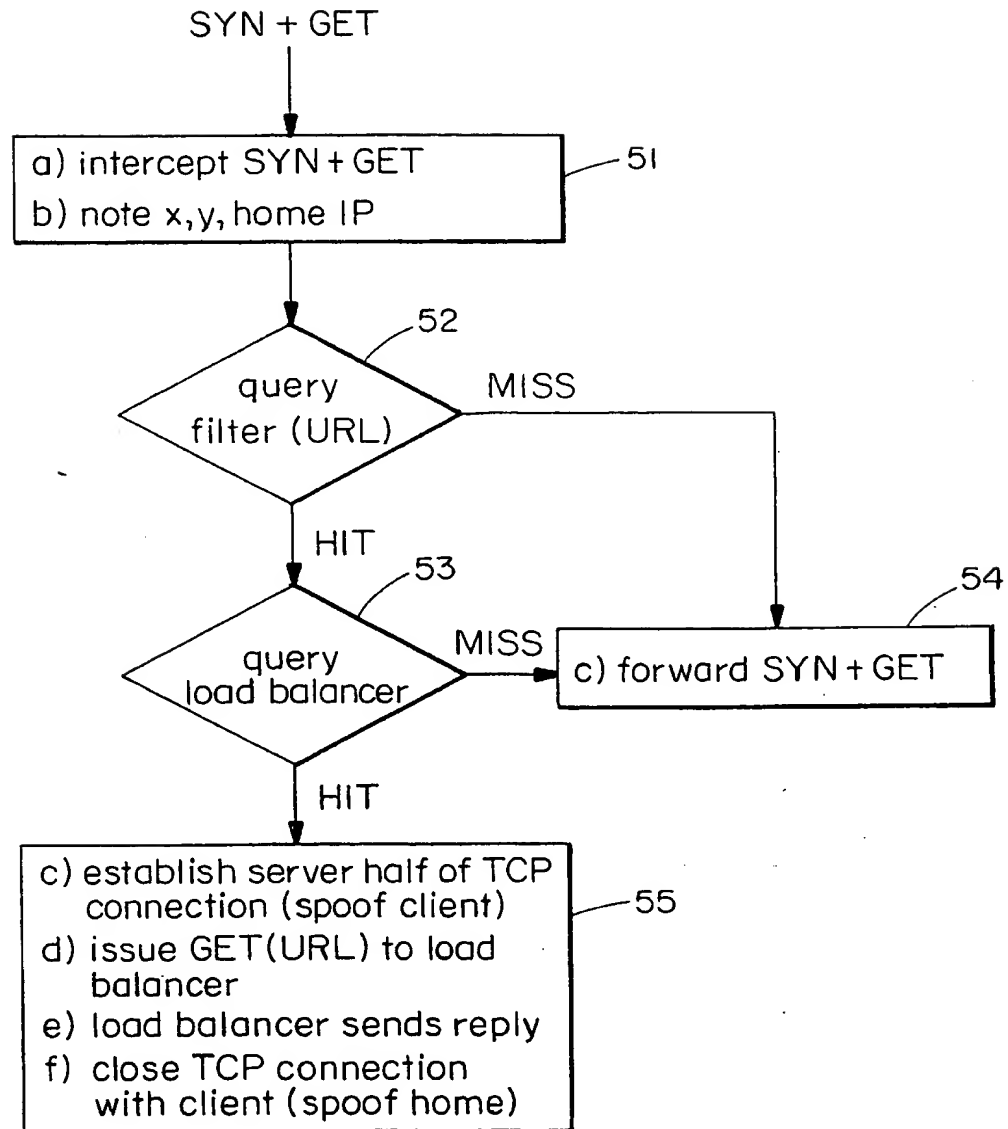 SYN + GET
a) intercept SYN+GET
b) note x,y, home IP
51
52
query
filter (URL)
MISS
HIT
53
54
query
load balancer
MISS
c) forward SYN + GET
HIT
c) establish server half of TCP
connection (spoof client)
55
d) issue GET(URL) to load
balancer
e) load balancer sends reply
f) close TCP connection
with client (spoof home)